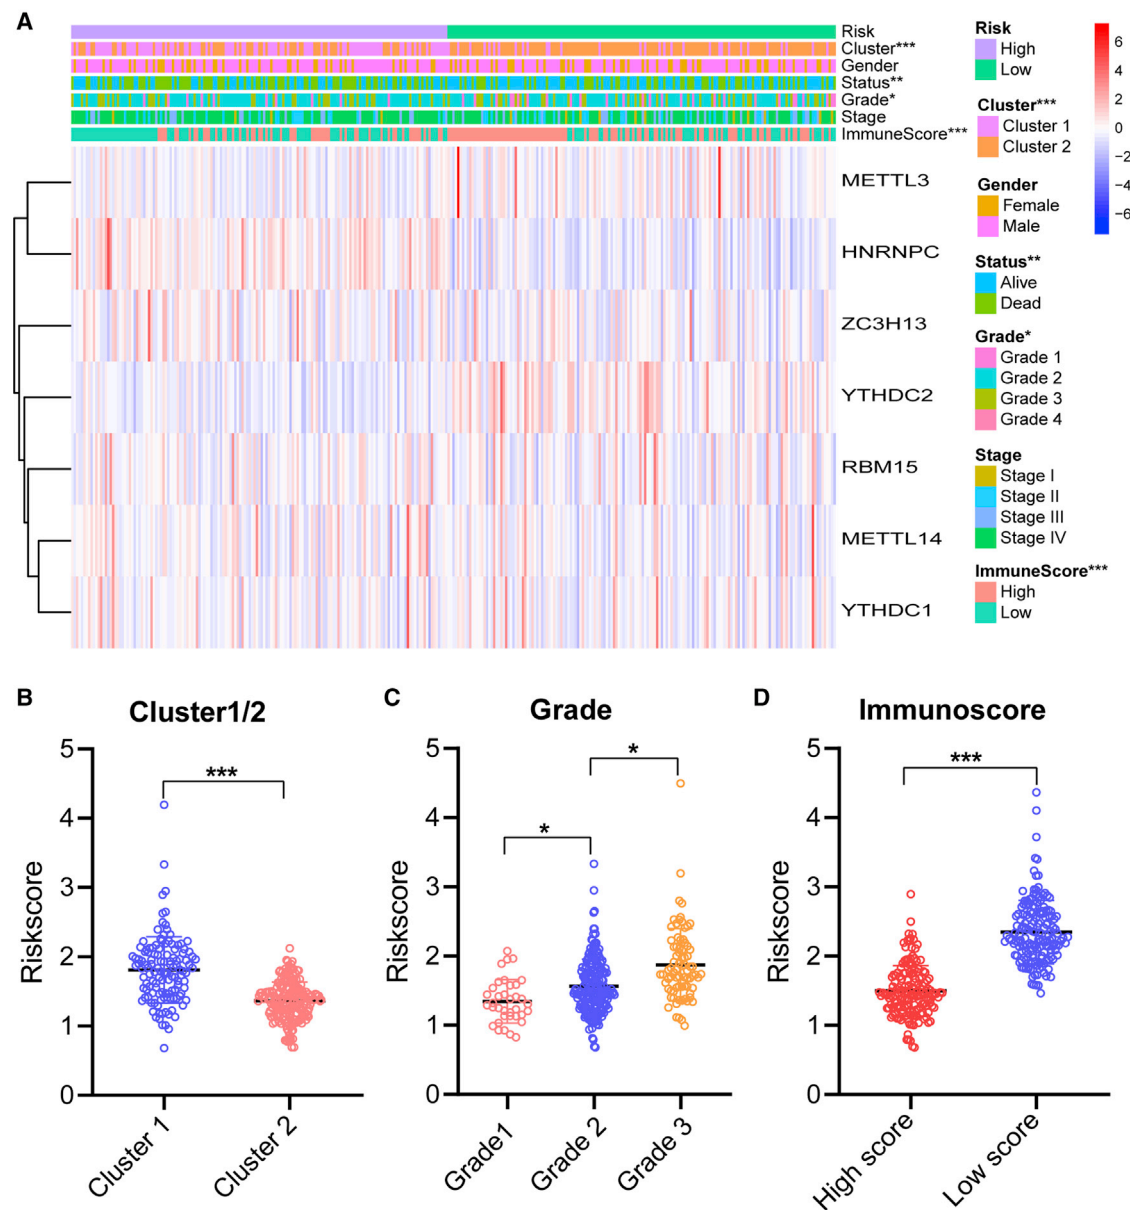 A
Risk
Cluster***
Gender
Status**
Grade*
Stage
ImmuneScore***
METTL3
HNRNPC
ZC3H13
YTHDC2
RBM15
METTL14
YTHDC1
Risk
High
Low
Cluster***
Cluster 1
Cluster 2
Gender
Female
Male
Status**
Alive
Dead
Grade*
Grade 1
Grade 2
Grade 3
Grade 4
Stage
Stage I
Stage II
Stage III
Stage IV
ImmuneScore***
High
Low
6
4
2
0
−2
−4
−6
B
Cluster1/2
Riskscore
5
4
3
2
1
0
***
Cluster 1
Cluster 2
C
Grade
Riskscore
5
4
3
2
1
0
*
*
Grade1
Grade 2
Grade 3
D
Immunoscore
Riskscore
5
4
3
2
1
0
***
High score
Low score